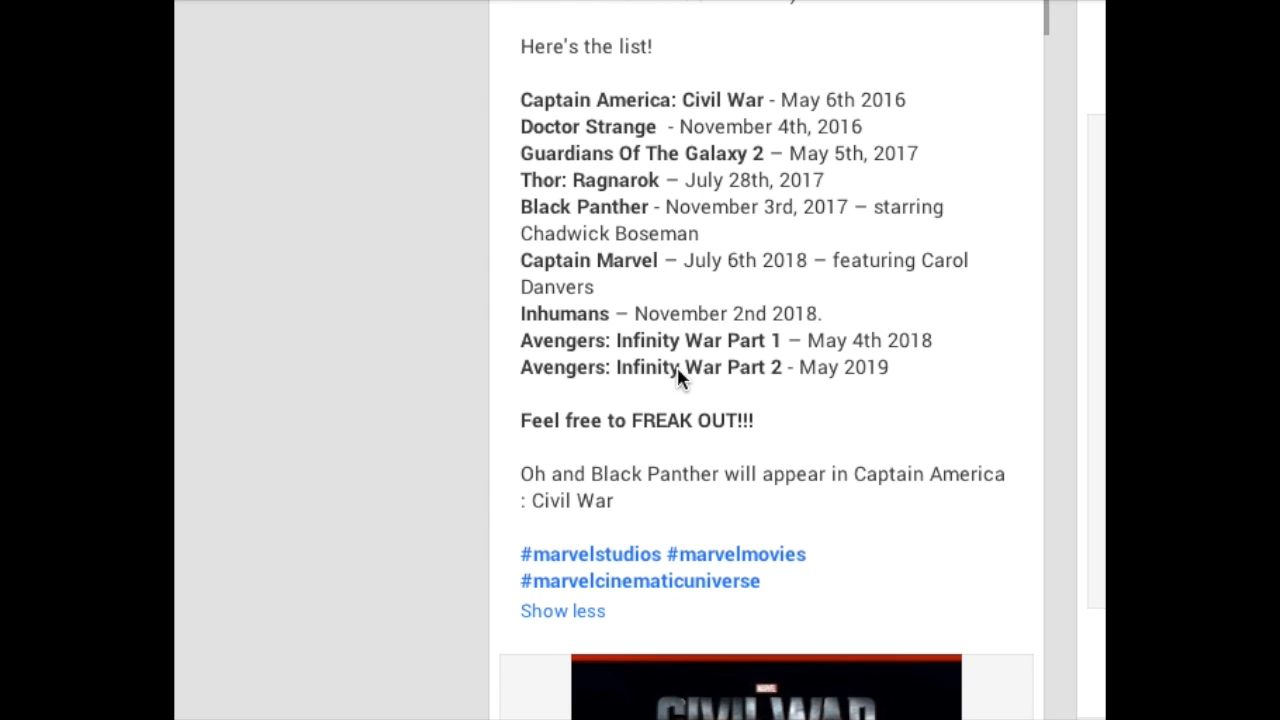 Here's the list!
Captain America: Civil War - May 6th 2016
Doctor Strange  - November 4th, 2016
Guardians Of The Galaxy 2 – May 5th, 2017
Thor: Ragnarok – July 28th, 2017
Black Panther - November 3rd, 2017 – starring
Chadwick Boseman
Captain Marvel – July 6th 2018 – featuring Carol
Danvers
Inhumans – November 2nd 2018.
Avengers: Infinity War Part 1 – May 4th 2018
Avengers: Infinity War Part 2 - May 2019
Feel free to FREAK OUT!!!
Oh and Black Panther will appear in Captain America
: Civil War
#marvelstudios #marvelmovies
#marvelcinematicuniverse
Show less
MARVEL
CIVIL WAR